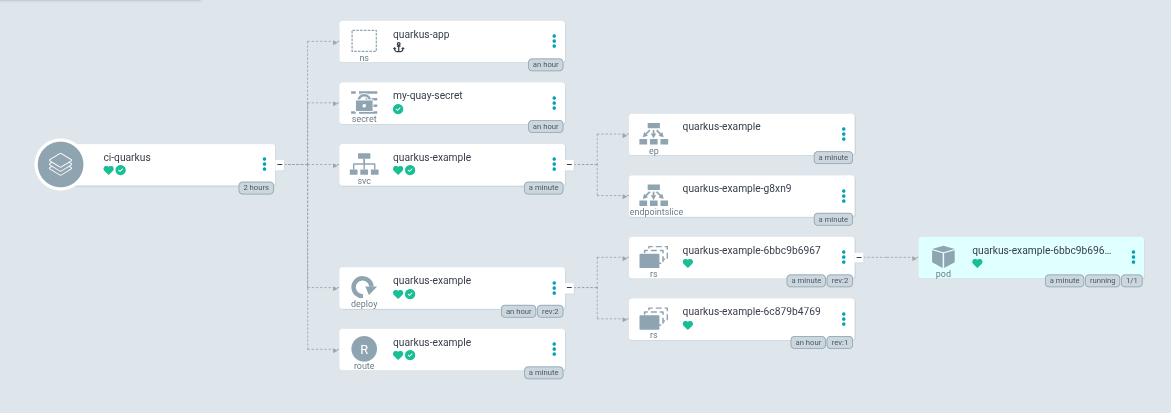 ci-quarkus
2 hours
quarkus-app
ns
an hour
my-quay-secret
secret
an hour
quarkus-example
svc
a minute
quarkus-example
deploy
an hour rev:2
R
quarkus-example
route
a minute
quarkus-example
ep
a minute
quarkus-example-g8xn9
endpointslice
a minute
quarkus-example-6bbc9b6967
rs
a minute rev:2
quarkus-example-6c879b4769
rs
an hour rev:1
quarkus-example-6bbc9b696...
pod
a minute running 1/1